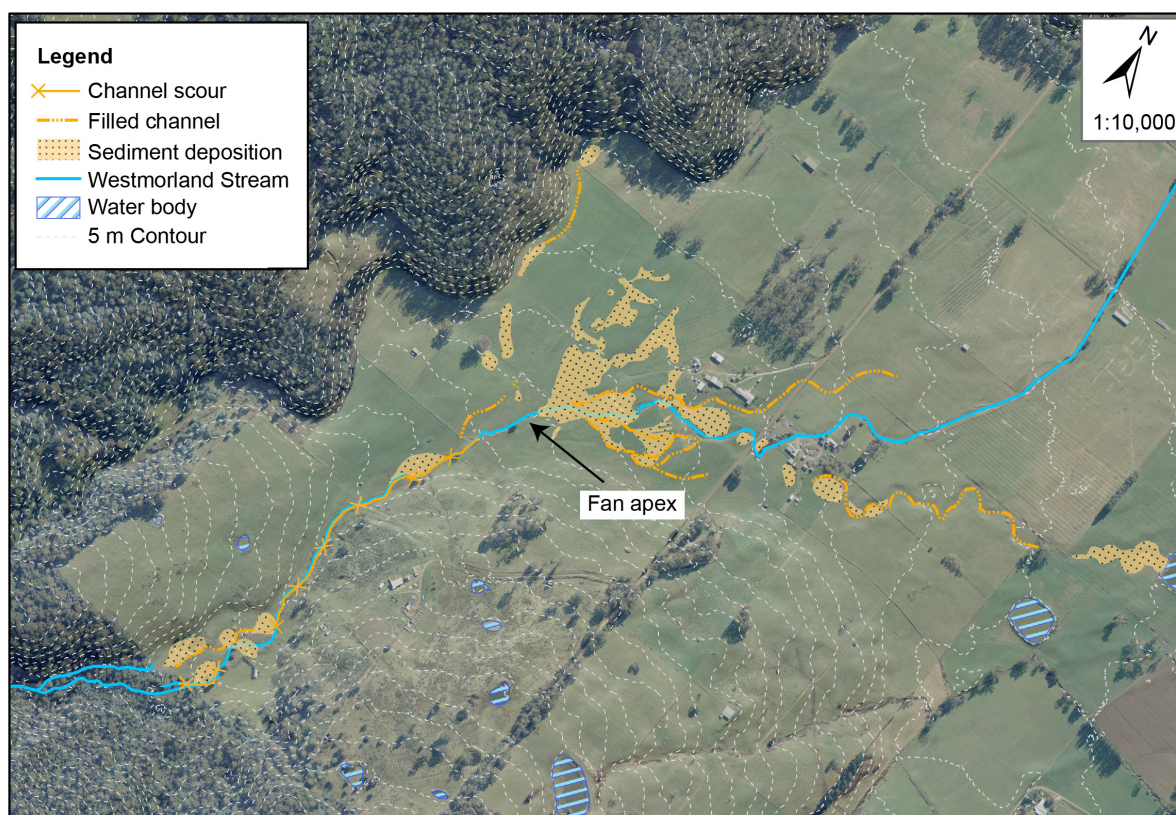 Legend
Channel scour
Filled channel
Sediment deposition
Westmorland Stream
Water body
5 m Contour
N
1:10,000
Fan apex